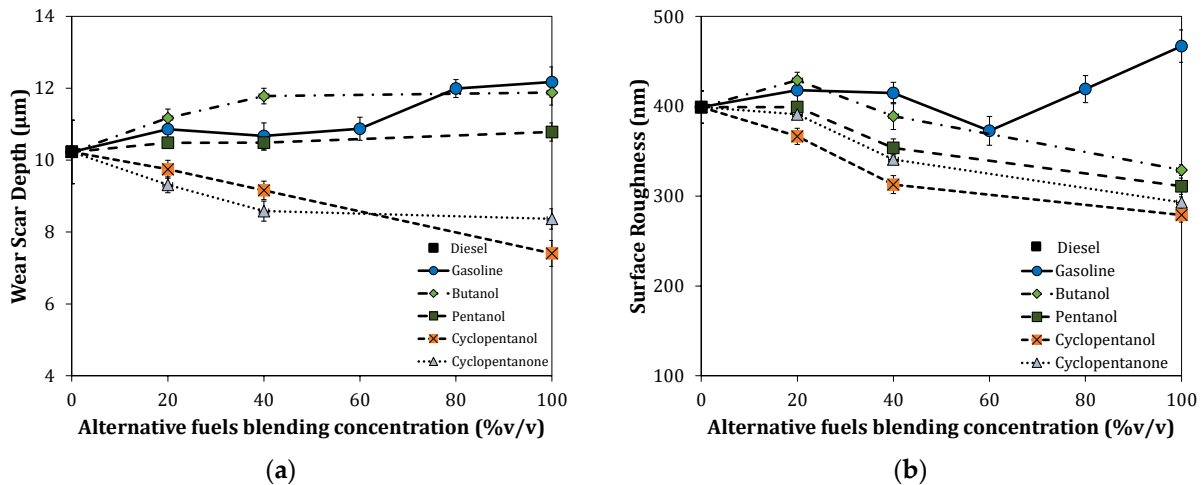 14
12
10
8
6
4
0
20
40
60
80
100
Wear Scar Depth (µm)
Alternative fuels blending concentration (%v/v)
Diesel
Gasoline
Butanol
Pentanol
Cyclopentanol
Cyclopentanone
(a)
500
400
300
200
100
0
20
40
60
80
100
Surface Roughness (nm)
Alternative fuels blending concentration (%v/v)
Diesel
Gasoline
Butanol
Pentanol
Cyclopentanol
Cyclopentanone
(b)